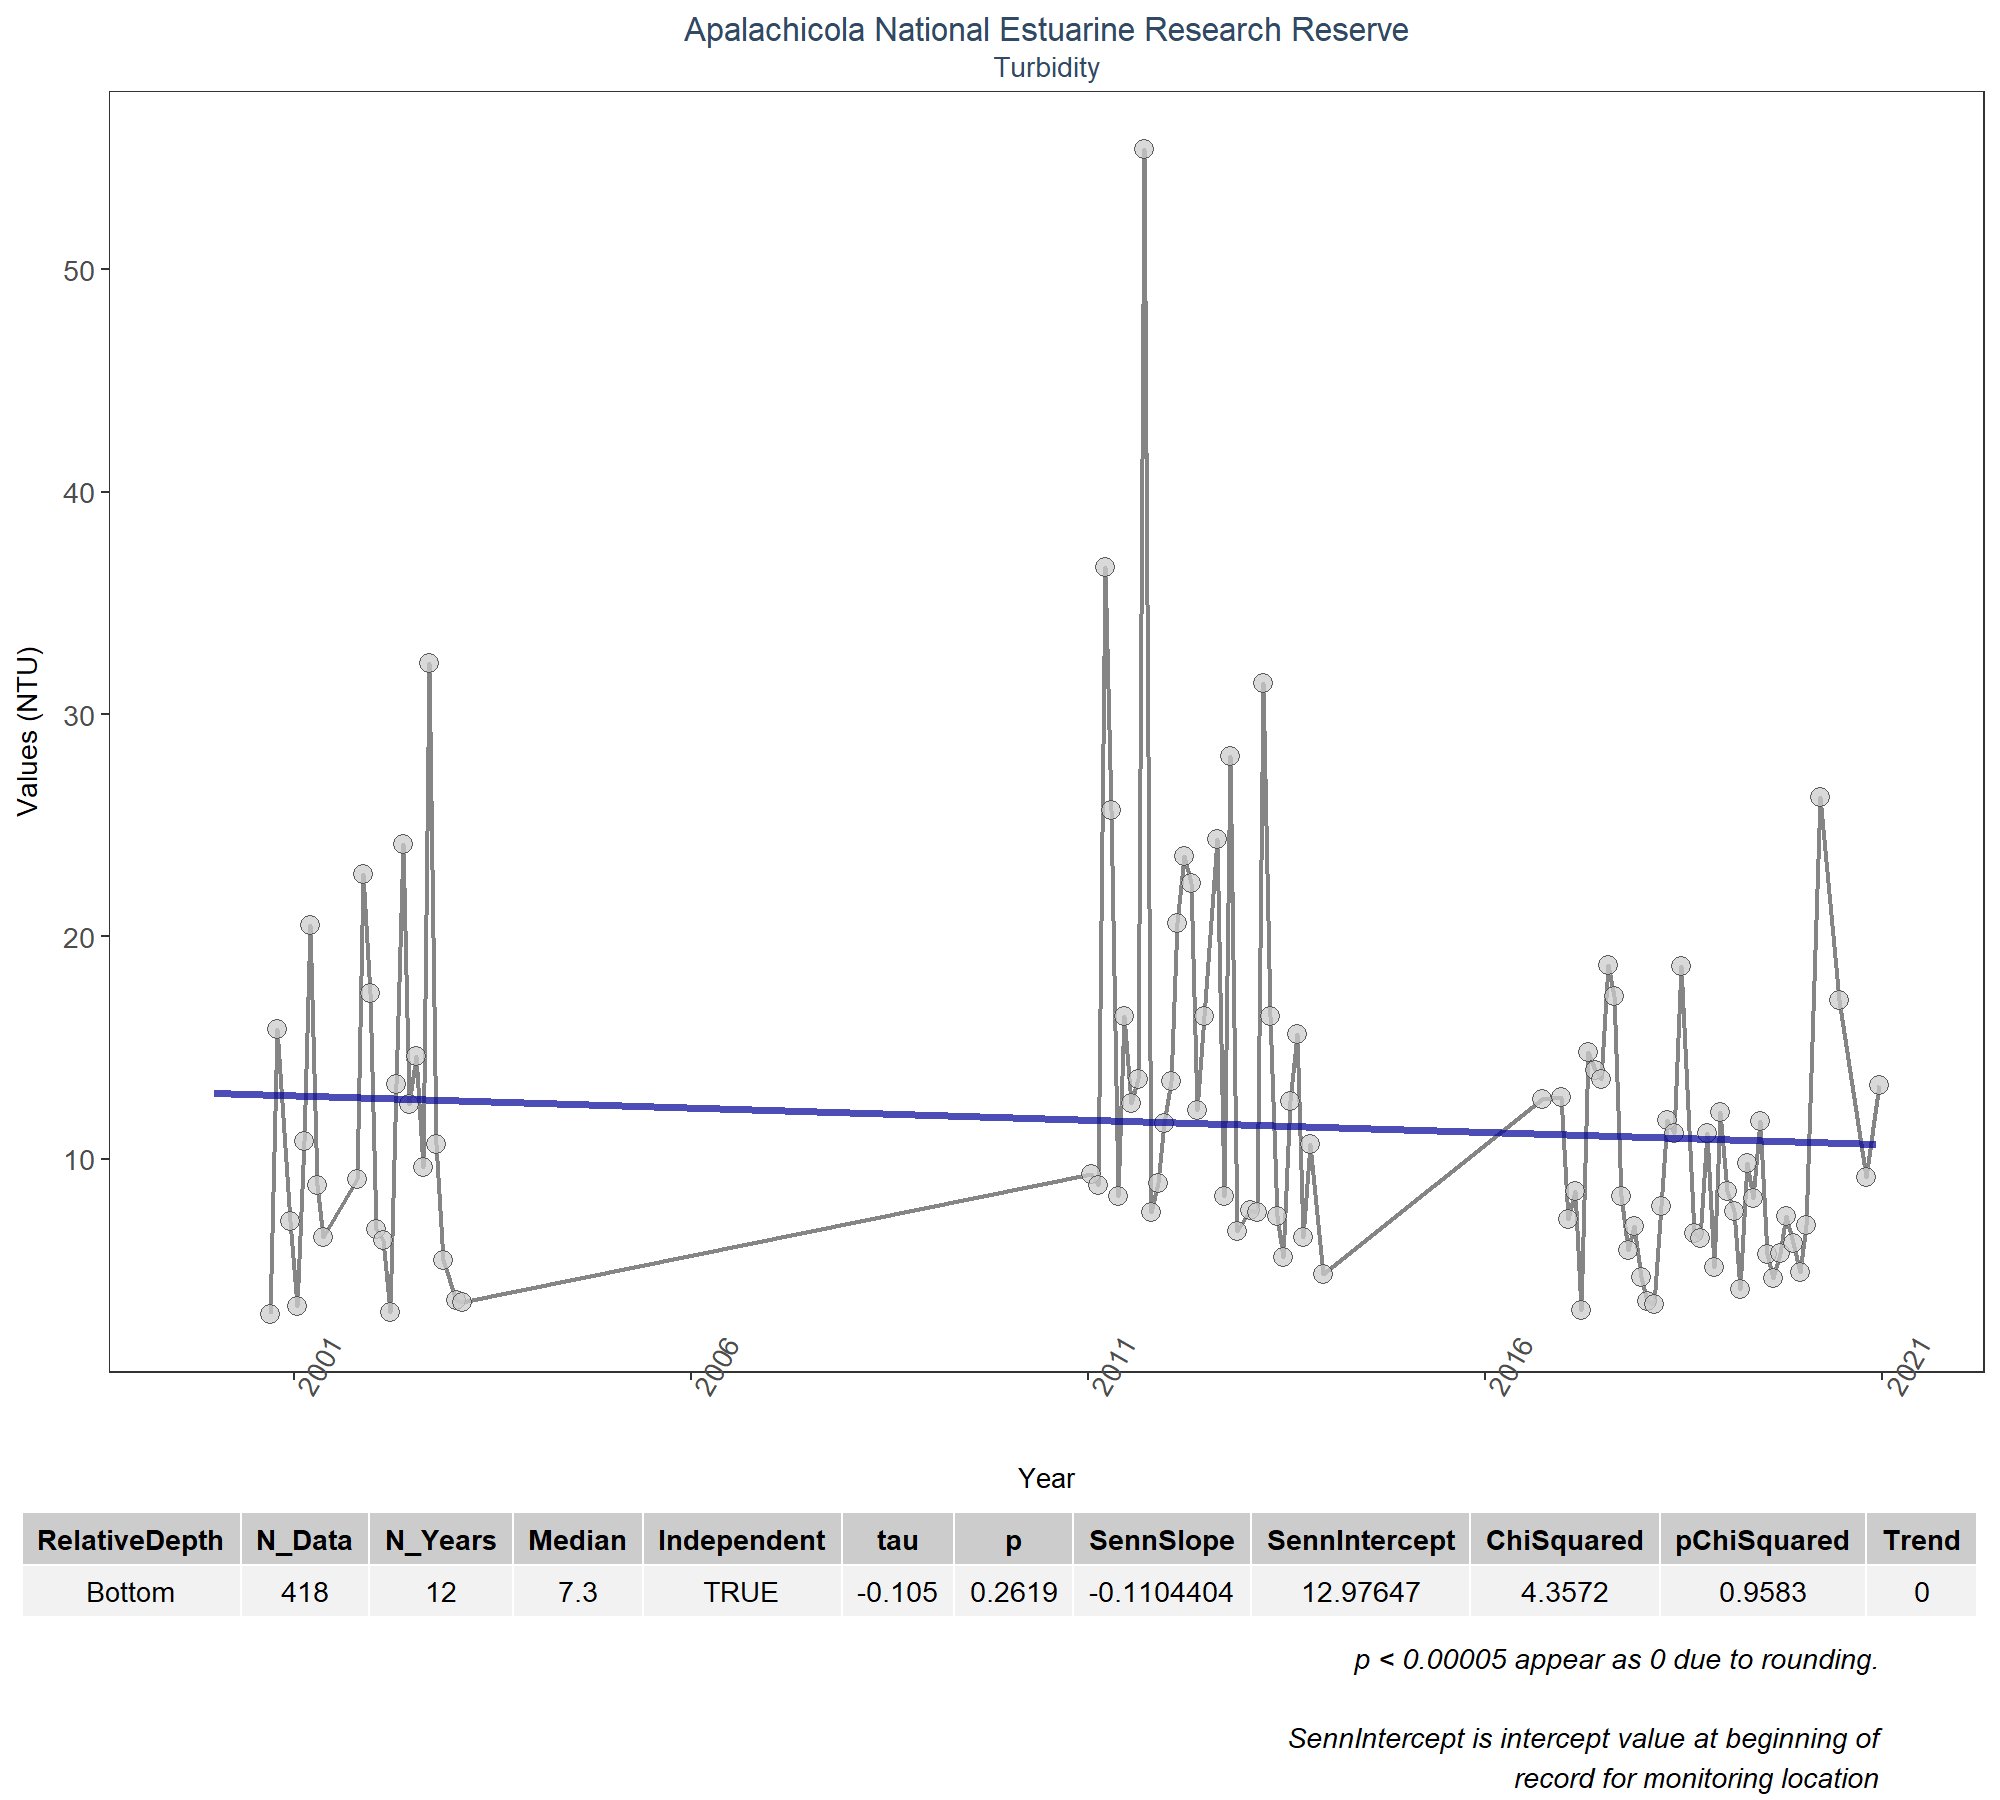 Apalachicola National Estuarine Research Reserve
Turbidity
50
40
30
20
10
Values (NTU)
2001
2006
2011
2016
2021
Year
RelativeDepth N_Data N_Years Median Independent tau p SennSlope SennIntercept ChiSquared pChiSquared Trend
Bottom 418 12 7.3 TRUE -0.105 0.2619 -0.1104404 12.97647 4.3572 0.9583 0
p < 0.00005 appear as 0 due to rounding.
SennIntercept is intercept value at beginning of
record for monitoring location